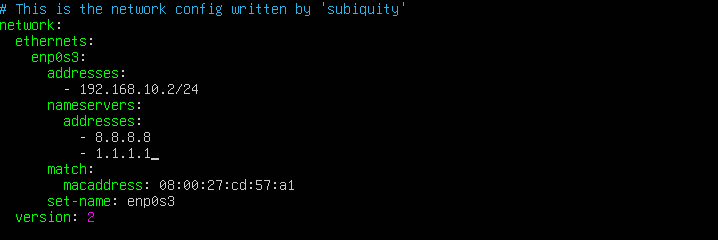 # This is the network config written by 'subiquity'
network:
  ethernets:
    enp0s3:
      addresses:
        - 192.168.10.2/24
      nameservers:
        addresses:
          - 8.8.8.8
          - 1.1.1.1_
      match:
        macaddress: 08:00:27:cd:57:a1
      set-name: enp0s3
  version: 2